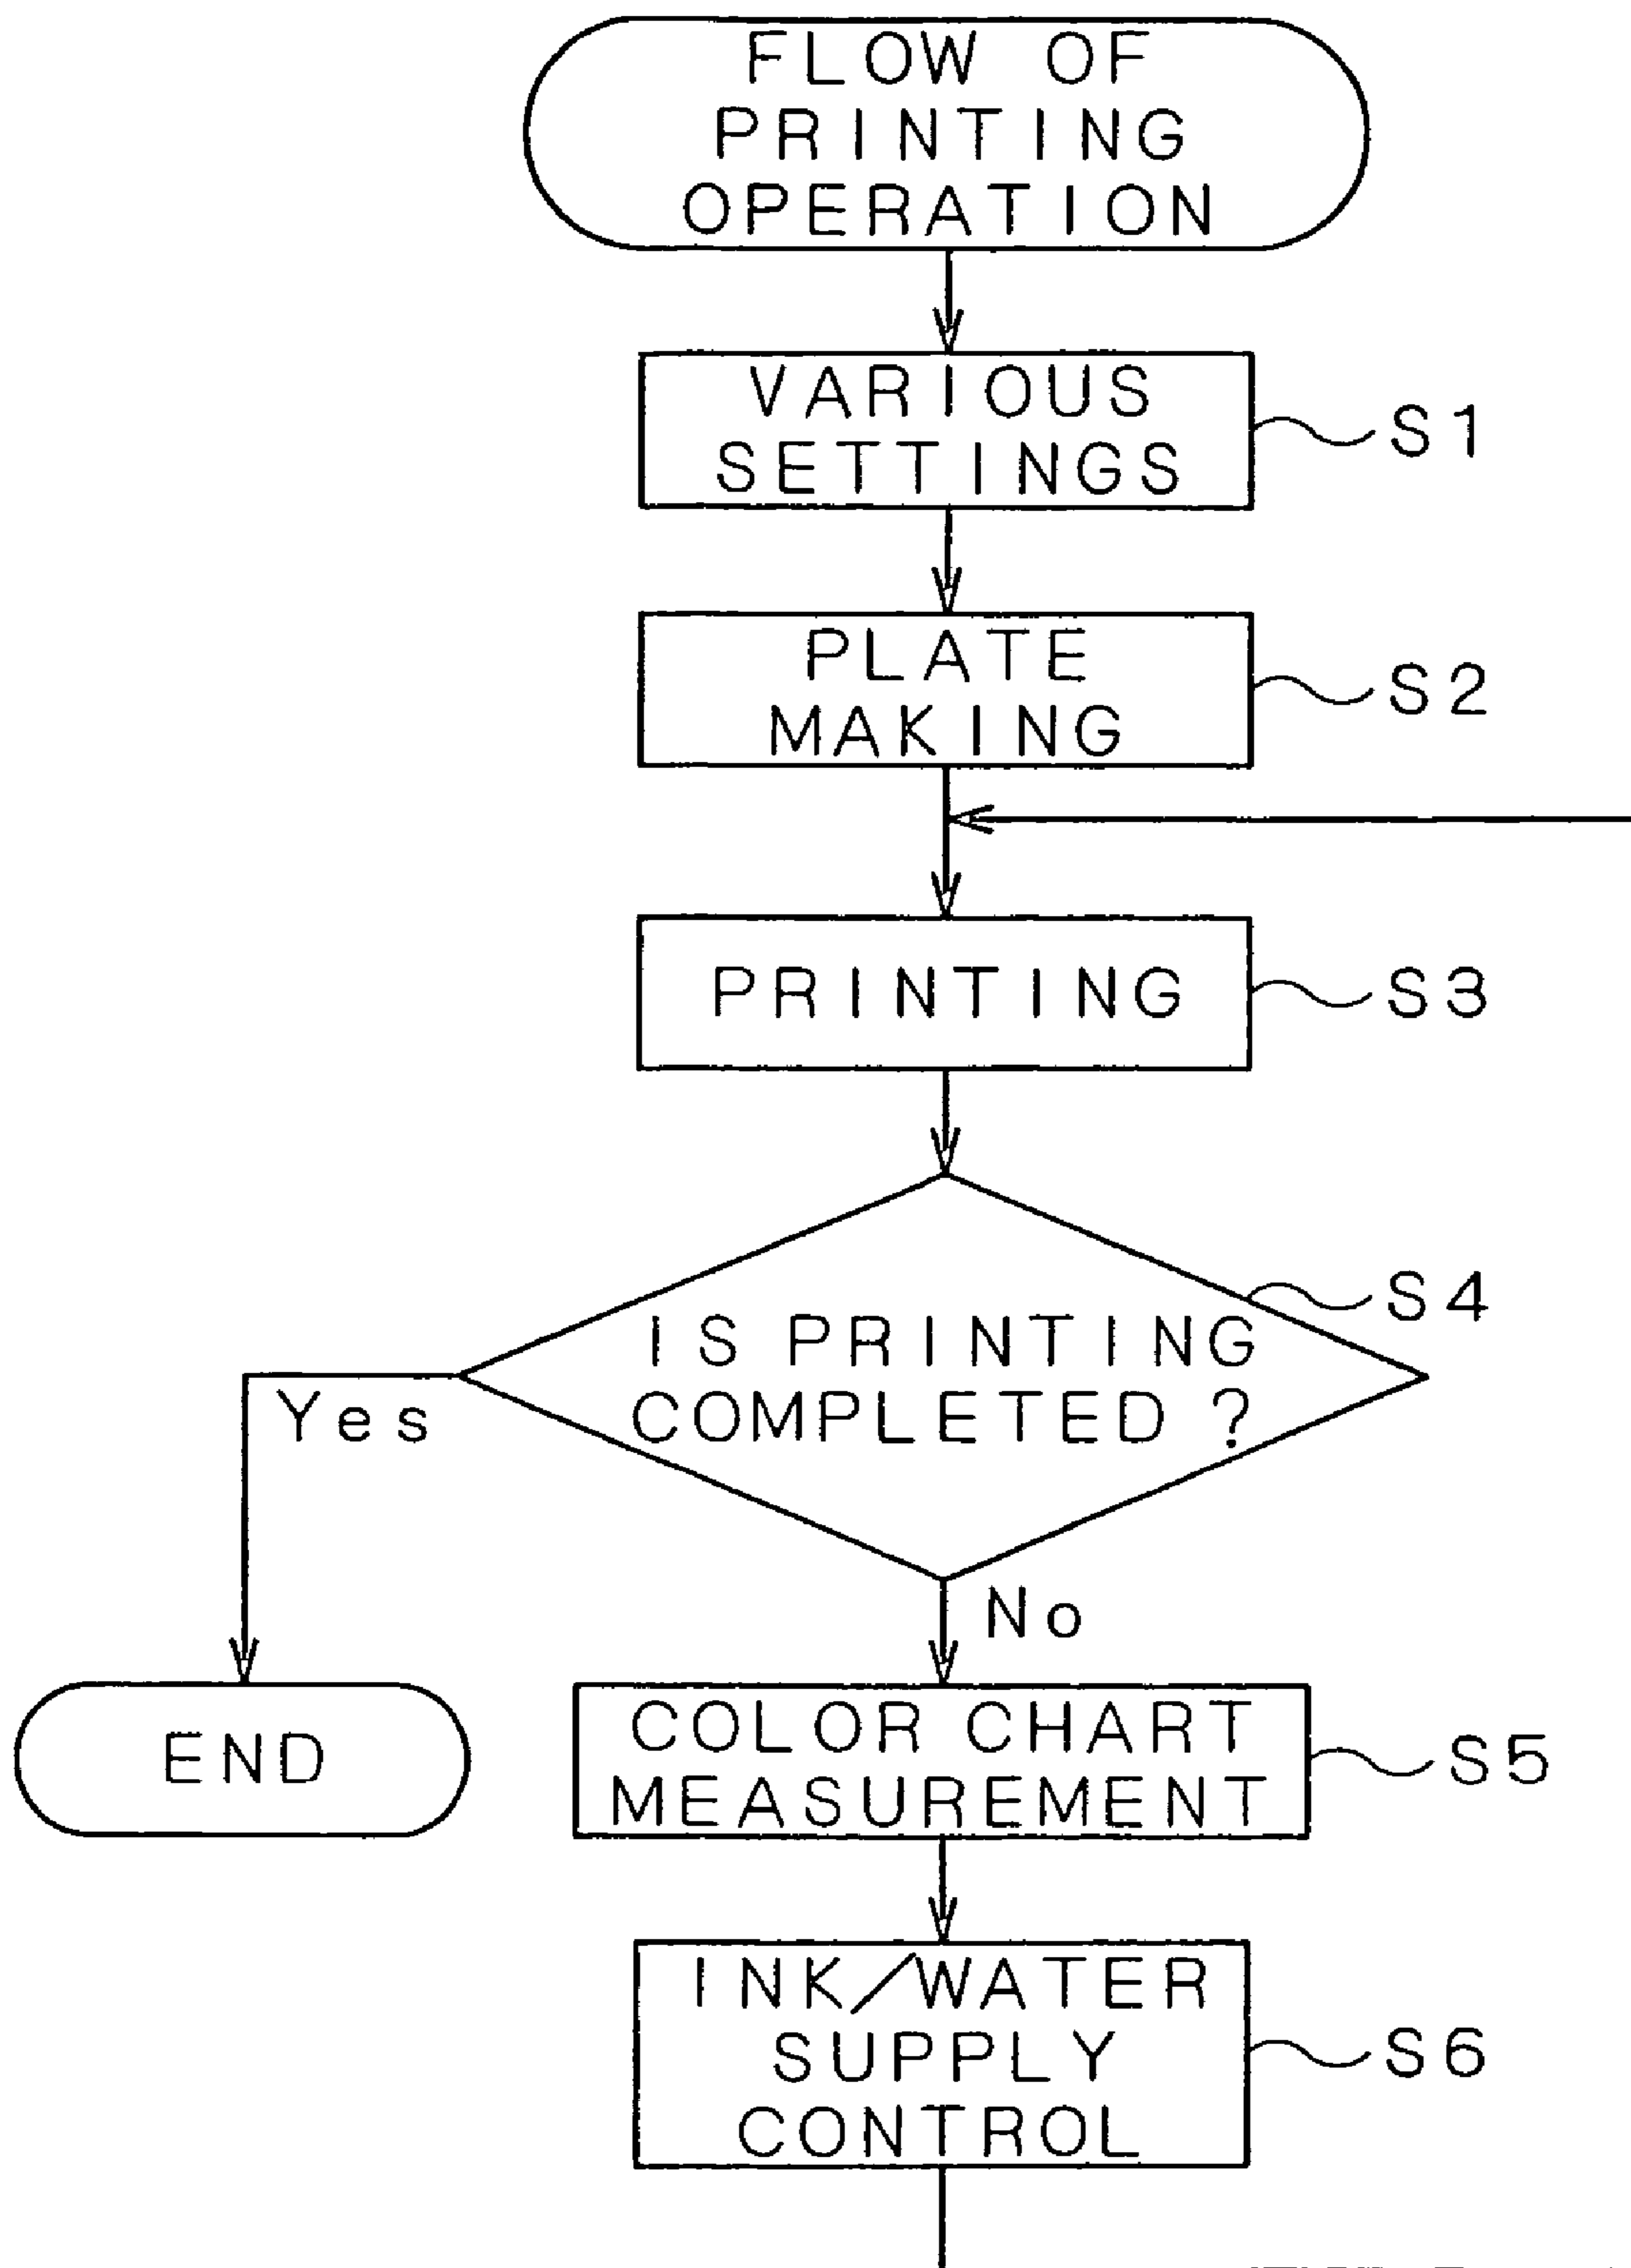 FLOW OF
PRINTING
OPERATION
VARIOUS
SETTINGS
S1
PLATE
MAKING
S2
PRINTING
S3
S4
IS PRINTING
COMPLETED ?
Yes
No
END
COLOR CHART
MEASUREMENT
S5
INK/WATER
SUPPLY
CONTROL
S6